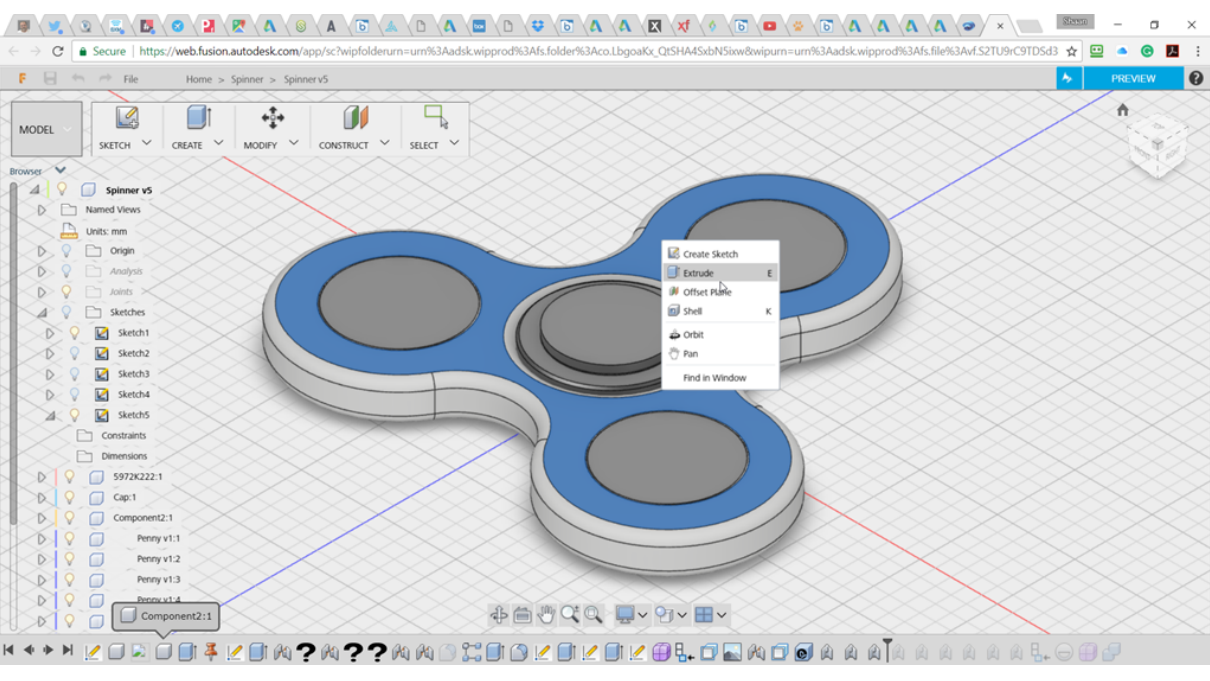 Shaan
Secure | https://web.fusion.autodesk.com/app/sc?wipfolderurn=urn%3Aadsk.wipprod%3Afs.folder%3Aco.LbgoaKx_QtSHA4SxbN5ixw&wipurn=urn%3Aadsk.wipprod%3Afs.file%3Avf.S2TU9rC9TDSd3
F File Home > Spinner > Spinner v5 PREVIEW ?
MODEL SKETCH CREATE MODIFY CONSTRUCT SELECT
Browser
Spinner v5
Named Views
Units: mm
Origin
Analysis
Joints
Sketches
Sketch1
Sketch2
Sketch3
Sketch4
Sketch5
Constraints
Dimensions
5972K222:1
Cap:1
Component2:1
Penny v1:1
Penny v1:2
Penny v1:3
Penny v1:4
Component2:1
Create Sketch
Extrude E
Offset Plane
Shell K
Orbit
Pan
Find in Window